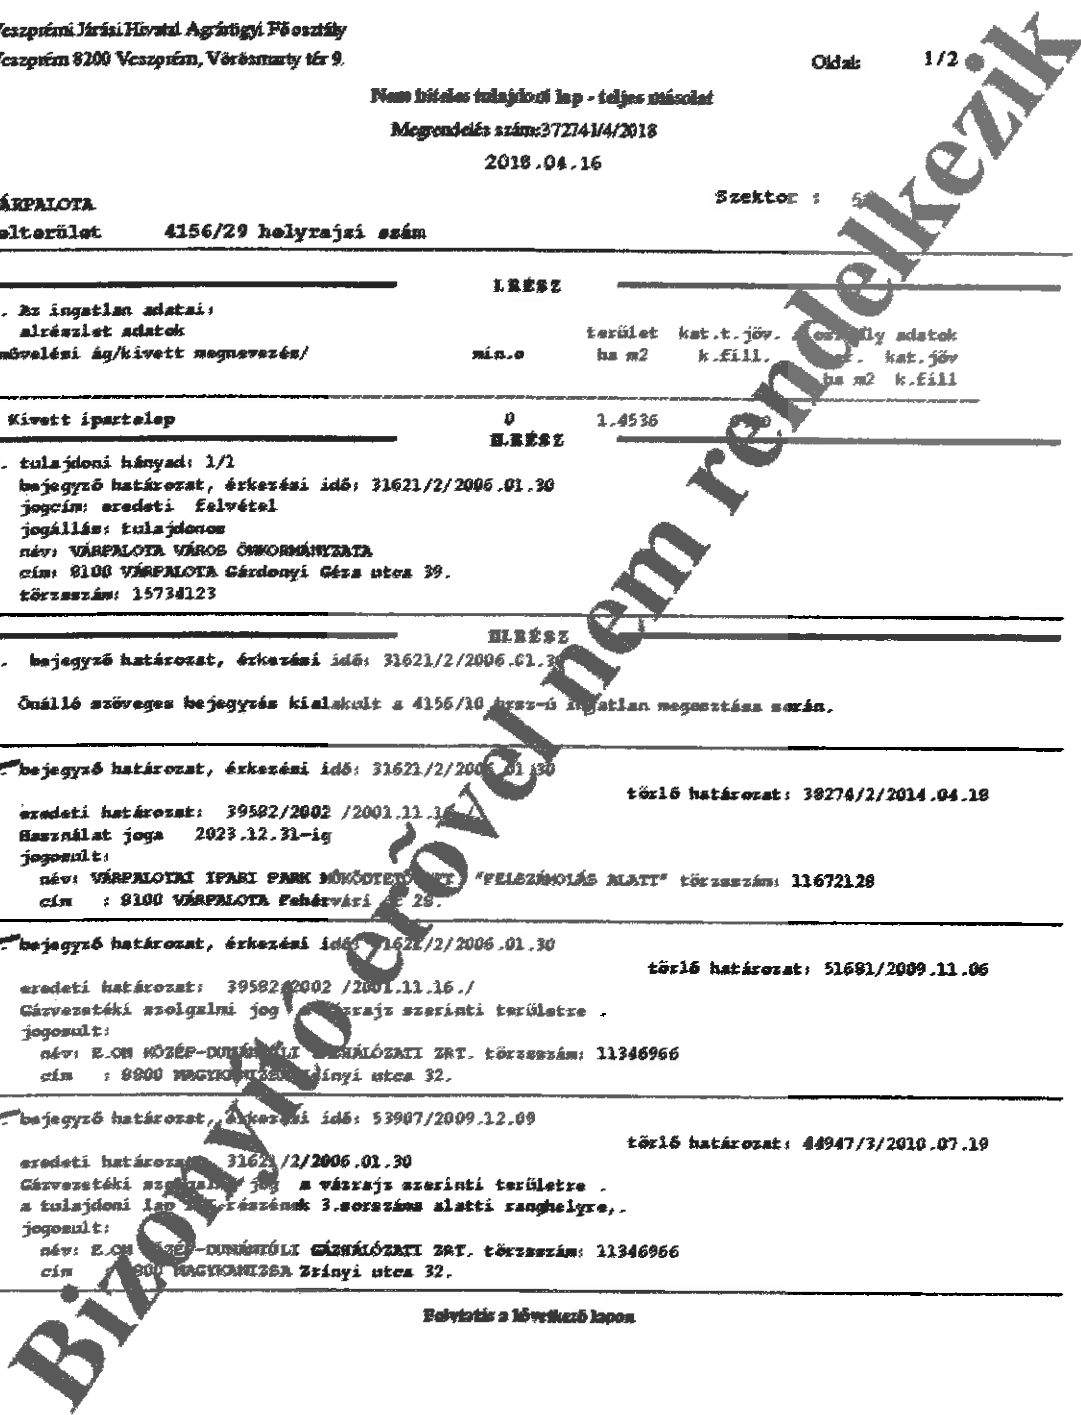 Veszprémi Járási Hivatal Agrárügyi Főosztály
Veszprém 8200 Veszprém, Vörösmarty tér 9.
Oldal: 1/2
Nem hiteles tulajdoni lap - teljes másolat
Megrendelés szám:372741/4/2018
2018.04.16
ÁRPALOTA
Szektor :
elterület 4156/29 helyrajzi szám
I.RÉSZ
. Az ingatlan adatai:
alrészlet adatok
művelési ág/kivett megnevezés/ min.o
terület kat.t.jöv. adatok
ha m2 k.fill. kat.jöv
ha m2 k.fill
Kivett ipartelep 0 1.4536
II.RÉSZ
. tulajdoni hányad: 1/1
bejegyző határozat, érkezési idő: 31621/2/2006.01.30
jogcím: eredeti felvétel
jogállás: tulajdonos
név: VÁRPALOTA VÁROS ÖNKORMÁNYZATA
cím: 8100 VÁRPALOTA Gárdonyi Géza utca 39.
törzsszám: 15734123
III.RÉSZ
. bejegyző határozat, érkezési idő: 31621/2/2006.01.30
Önálló szöveges bejegyzés kialakult a 4156/10 hrsz-ú ingatlan megosztása során.
. bejegyző határozat, érkezési idő: 31621/2/2006.01.30
törlő határozat: 38274/2/2014.04.18
eredeti határozat: 39582/2002 /2001.11.16./
Használat joga 2023.12.31-ig
jogosult:
név: VÁRPALOTAI IPARI PARK MŰKÖDTETŐ KFT. "FELSZÁMOLÁS ALATT" törzsszám: 11672128
cím : 8100 VÁRPALOTA Fehérvári út 28.
. bejegyző határozat, érkezési idő: 31621/2/2006.01.30
törlő határozat: 51681/2009.11.06
eredeti határozat: 39582/2002 /2001.11.16./
Gázvezetéki szolgalmi jog a vázrajz szerinti területre .
jogosult:
név: E.ON KÖZÉP-DUNÁNTÚLI GÁZHÁLÓZATI ZRT. törzsszám: 11346966
cím : 8800 NAGYKANIZSA Zrínyi utca 32.
. bejegyző határozat, érkezési idő: 53907/2009.12.09
törlő határozat: 44947/3/2010.07.19
eredeti határozat: 31621/2/2006.01.30
Gázvezetéki szolgalmi jog a vázrajz szerinti területre .
a tulajdoni lap III.részének 3.sorszáma alatti ranghelyre,.
jogosult:
név: E.ON KÖZÉP-DUNÁNTÚLI GÁZHÁLÓZATI ZRT. törzsszám: 11346966
cím : 8800 NAGYKANIZSA Zrínyi utca 32.
Folytatás a következő lapon
Bizonyító erővel nem rendelkezik